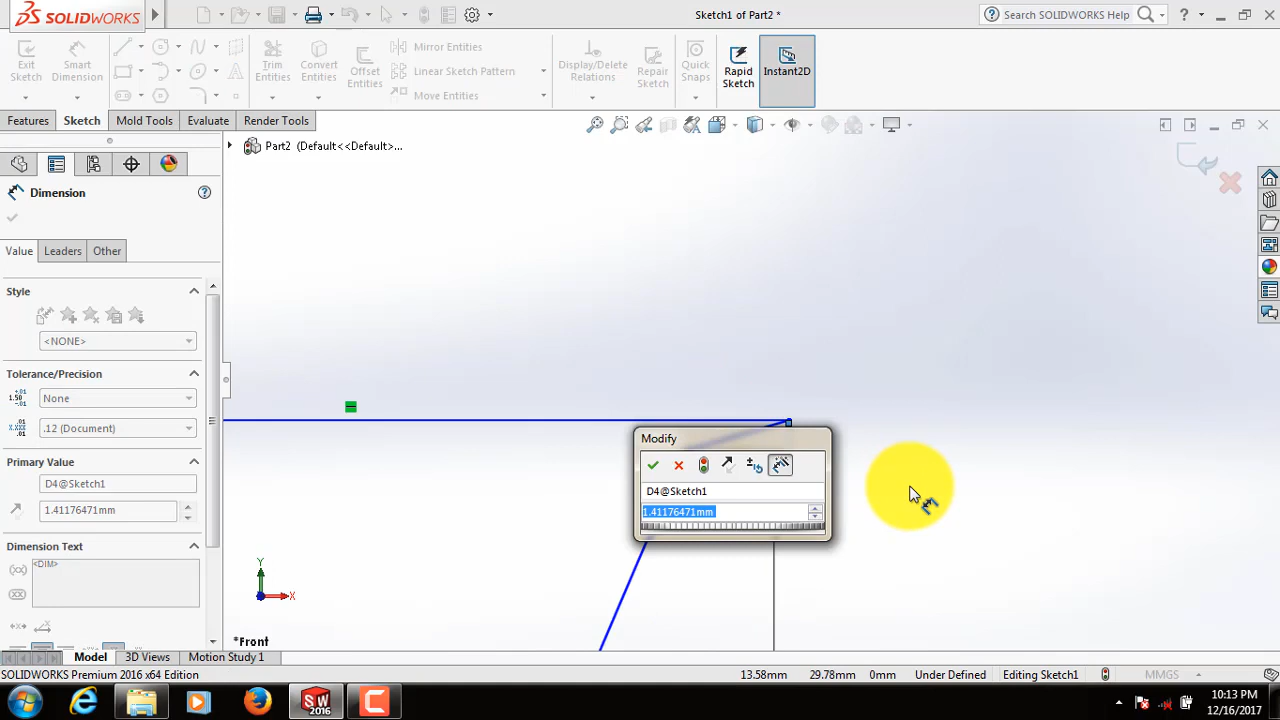 SOLIDWORKS
Sketch1 of Part2 *
Search SOLIDWORKS Help
?
Exit Sketch
Smart Dimension
Trim Entities
Convert Entities
Offset Entities
Mirror Entities
Linear Sketch Pattern
Move Entities
Display/Delete Relations
Repair Sketch
Quick Snaps
Rapid Sketch
Instant2D
Features
Sketch
Mold Tools
Evaluate
Render Tools
Part2 (Default<<Default>...
Dimension
Value
Leaders
Other
Style
<NONE>
Tolerance/Precision
None
.12 (Document)
Primary Value
D4@Sketch1
1.41176471mm
Dimension Text
<DIM>
Modify
D4@Sketch1
1.41176471mm
Y
X
*Front
Model
3D Views
Motion Study 1
SOLIDWORKS Premium 2016 x64 Edition
13.58mm
29.78mm
0mm
Under Defined
Editing Sketch1
MMGS
SW
2016
10:13 PM
12/16/2017